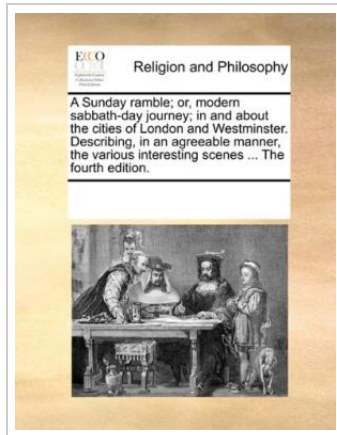 ECCO
Religion and Philosophy
A Sunday ramble; or, modern
sabbath-day journey; in and about
the cities of London and Westminster.
Describing, in an agreeable manner,
the various interesting scenes ... The
fourth edition.